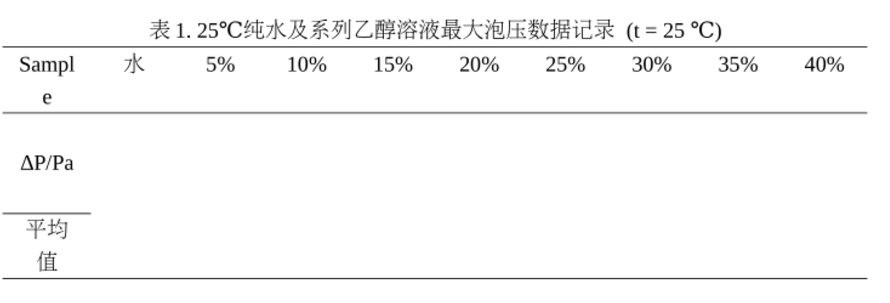 表 1. 25℃纯水及系列乙醇溶液最大泡压数据记录 (t = 25 ℃)
Sampl 水 5% 10% 15% 20% 25% 30% 35% 40%
e
ΔP/Pa
平均
值